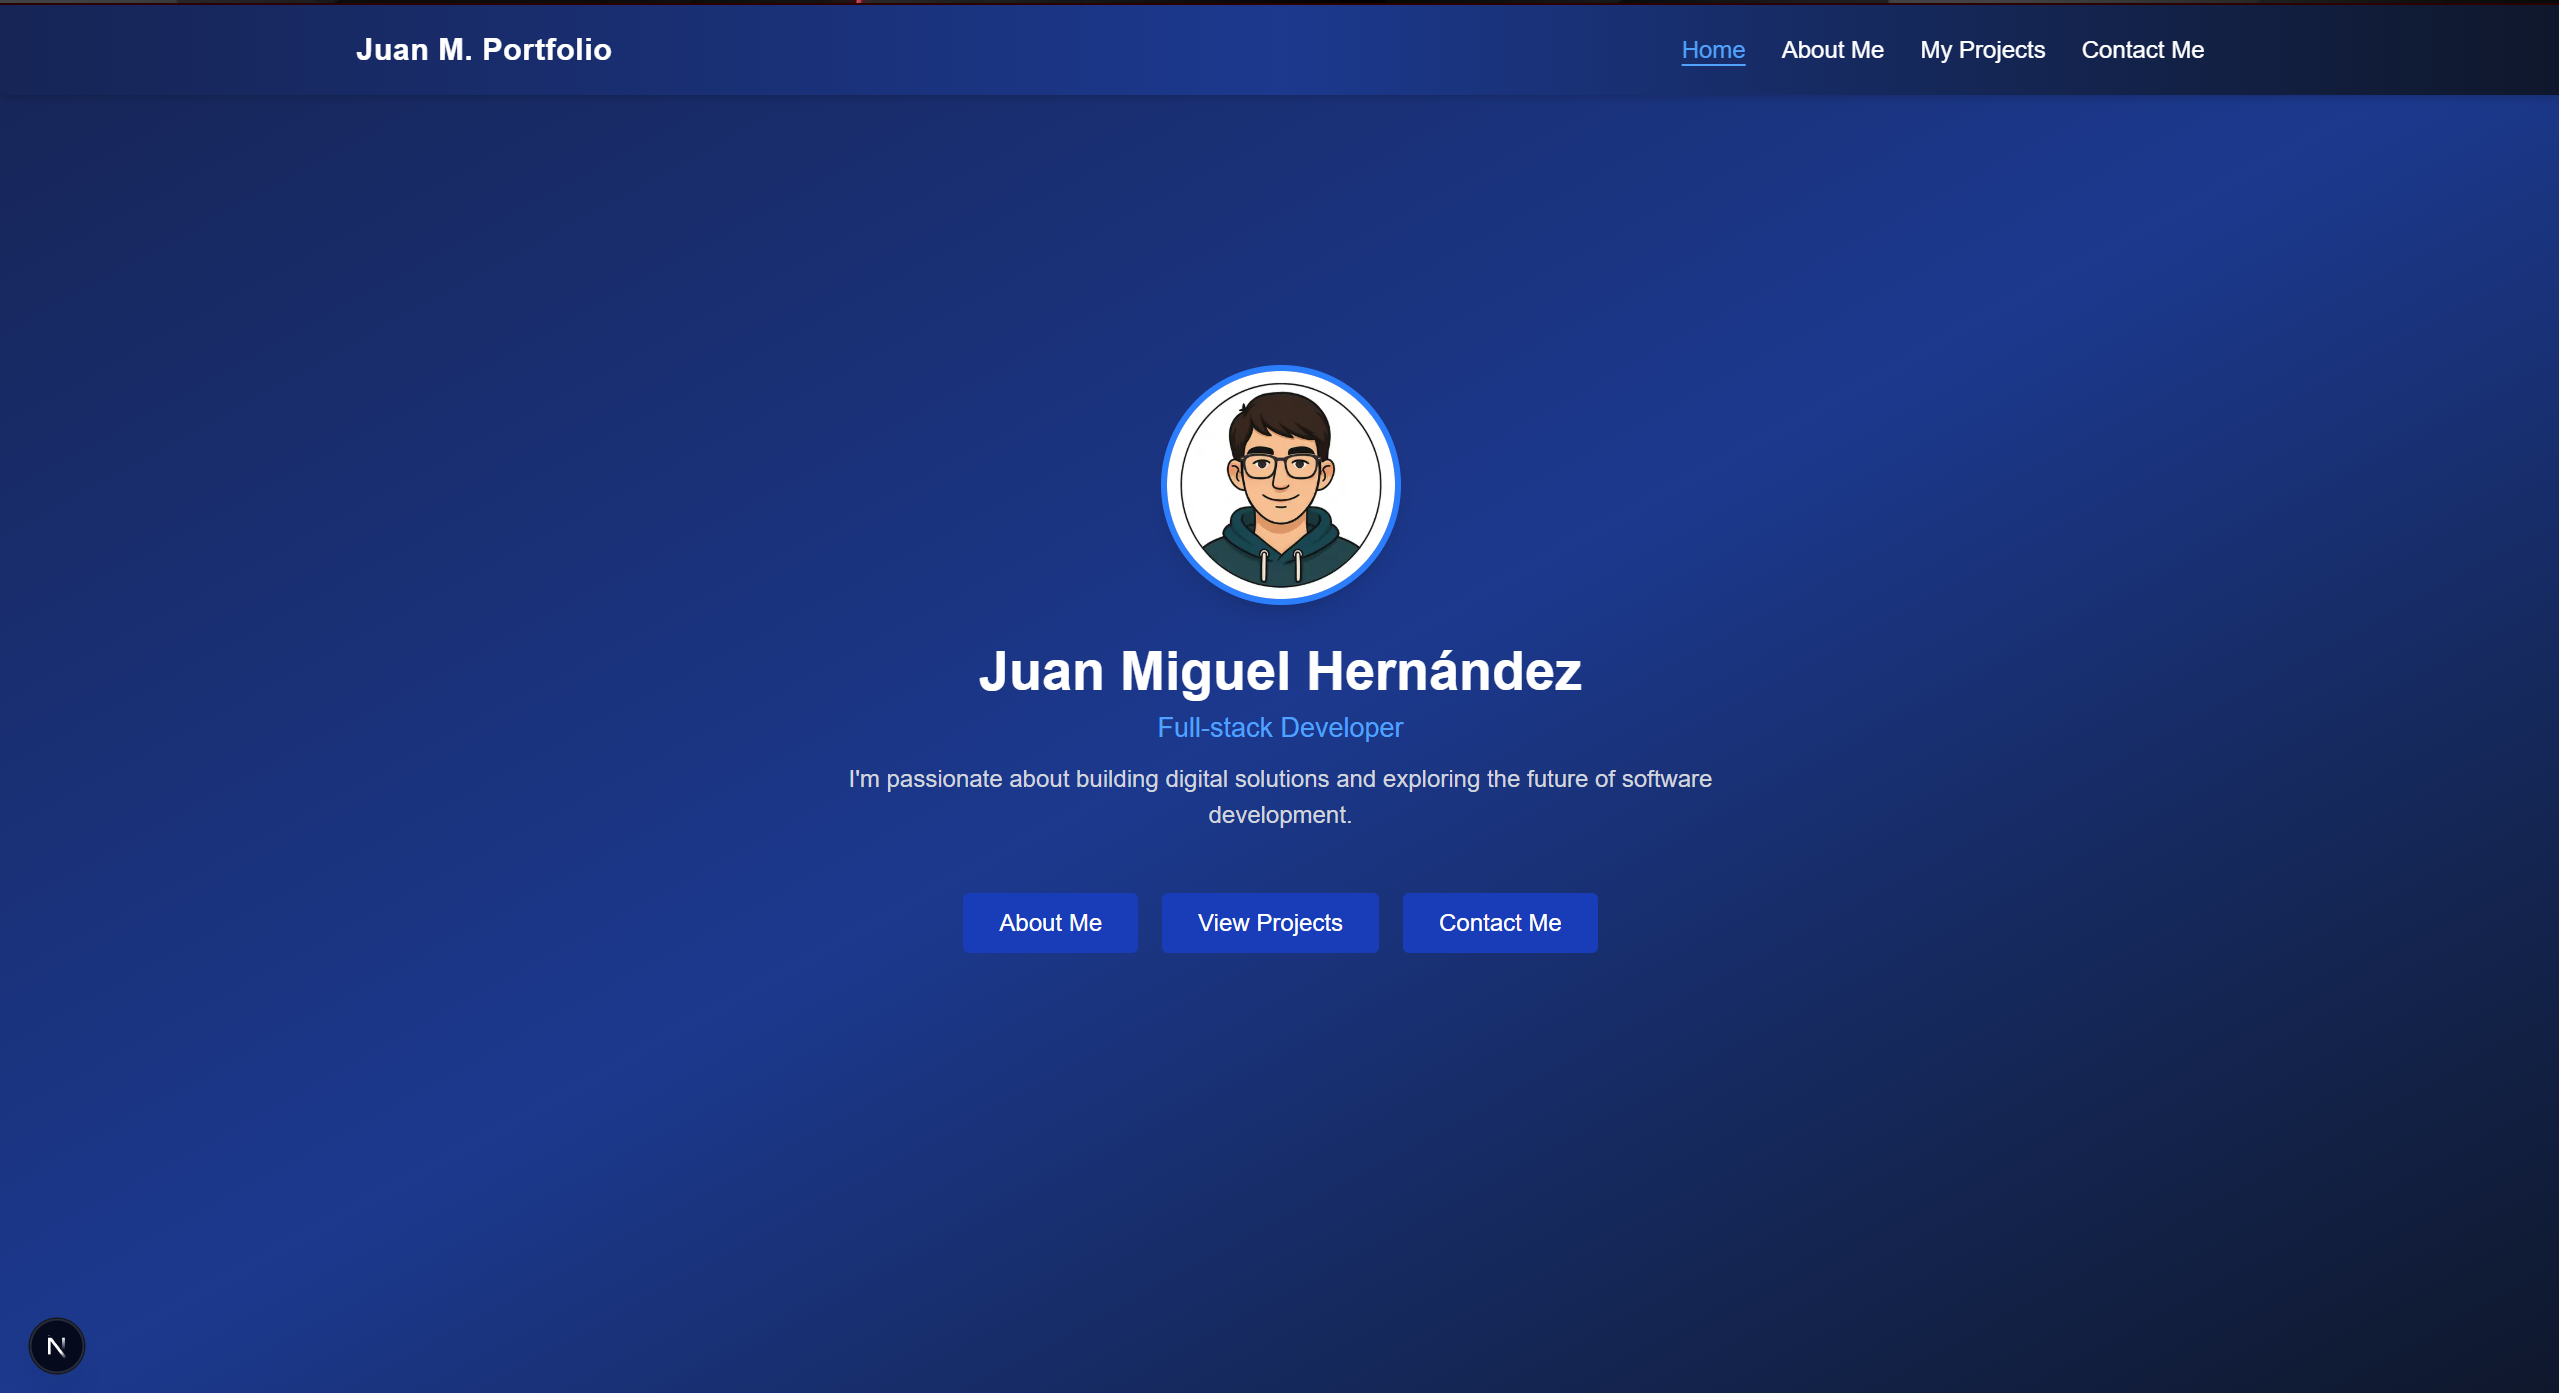 Juan M. Portfolio
Home About Me My Projects Contact Me
Juan Miguel Hernández
Full-stack Developer
I'm passionate about building digital solutions and exploring the future of software
development.
About Me View Projects Contact Me
N